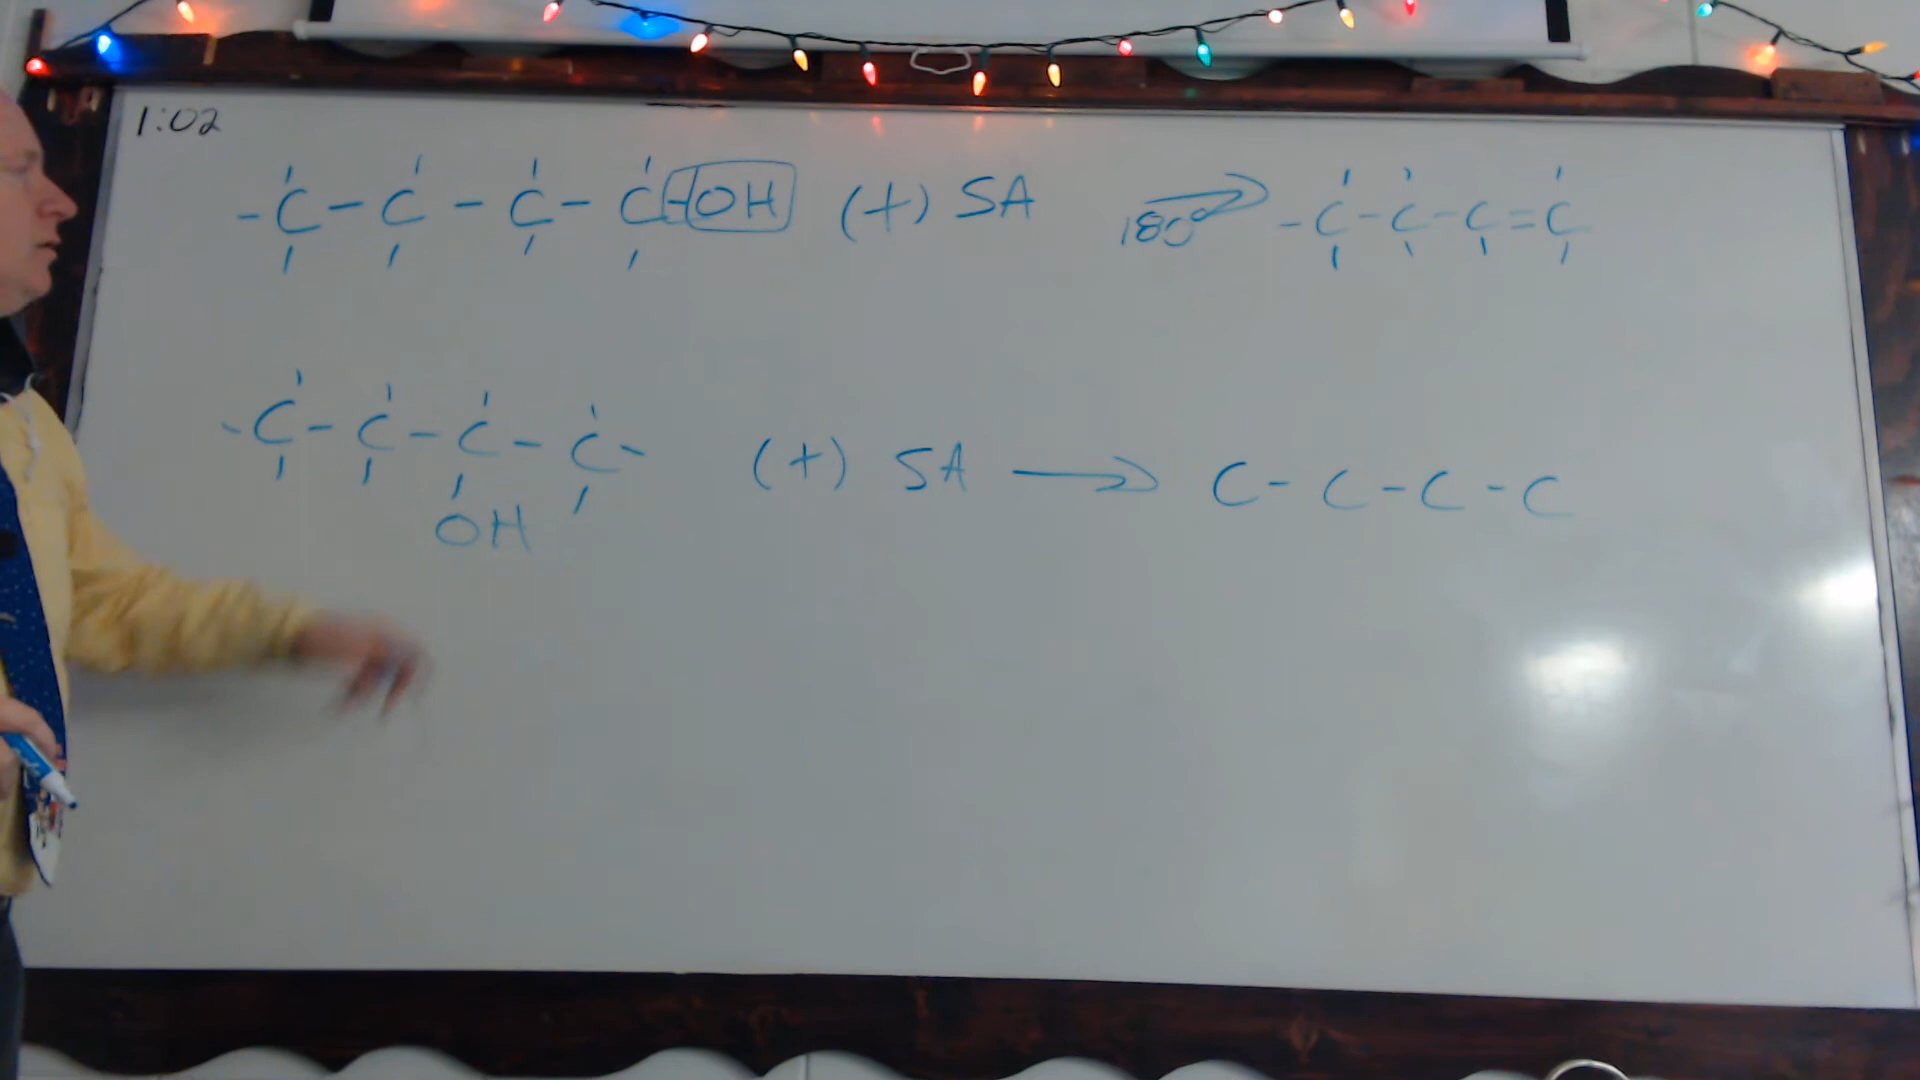 1:02
-C-C-C-C-OH (+) SA 180° -C-C-C=C
-C-C-C-C- (+) SA → C-C-C-C
OH